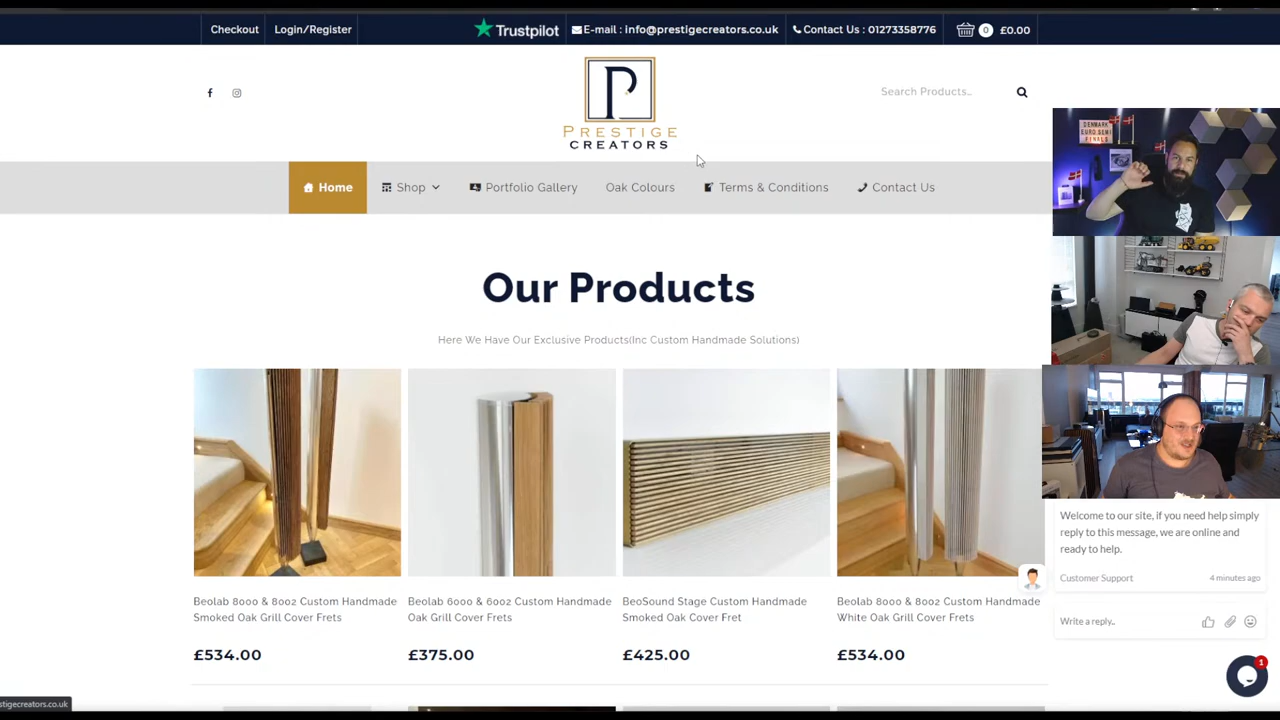 Checkout
Login/Register
Trustpilot
E-mail : info@prestigecreators.co.uk
Contact Us : 01273358776
0
£0.00
P
PRESTIGE
CREATORS
Search Products..
Home
Shop
Portfolio Gallery
Oak Colours
Terms & Conditions
Contact Us
DENMARK
EURO SEMI
FINALS
Our Products
Here We Have Our Exclusive Products(Inc Custom Handmade Solutions)
Beolab 8000 & 8002 Custom Handmade
Smoked Oak Grill Cover Frets
£534.00
Beolab 6000 & 6002 Custom Handmade
Oak Grill Cover Frets
£375.00
BeoSound Stage Custom Handmade
Smoked Oak Cover Fret
£425.00
Beolab 8000 & 8002 Custom Handmade
White Oak Grill Cover Frets
£534.00
Welcome to our site, if you need help simply
reply to this message, we are online and
ready to help.
Customer Support
4 minutes ago
Write a reply..
1
stigecreators.co.uk